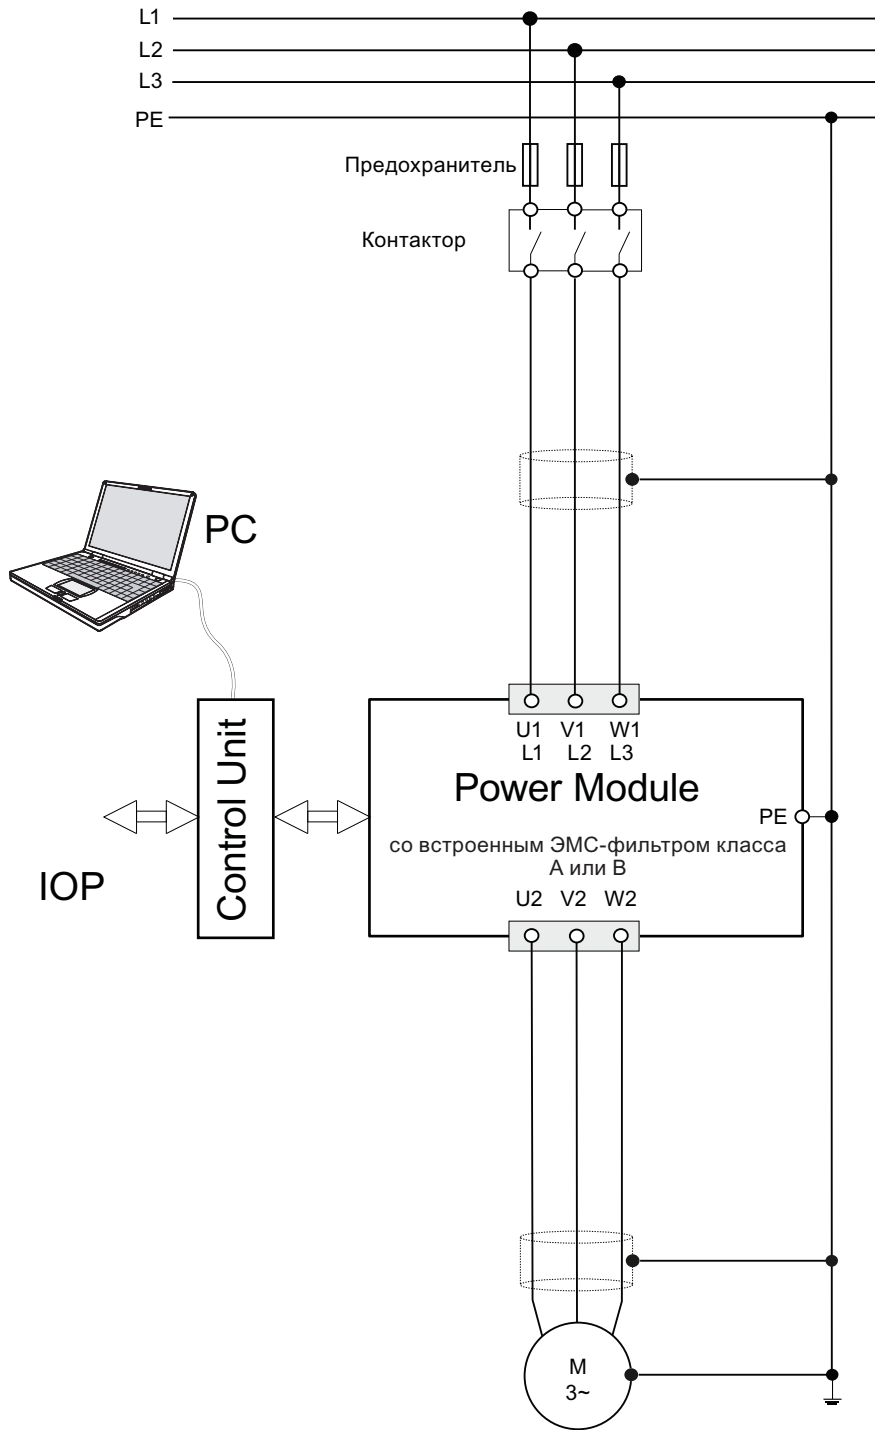 L1
L2
L3
PE
Предохранитель
Контактор
PC
U1 V1 W1
L1 L2 L3
Power Module
PE
со встроенным ЭМС-фильтром класса
А или В
U2 V2 W2
Control Unit
IOP
M
3~